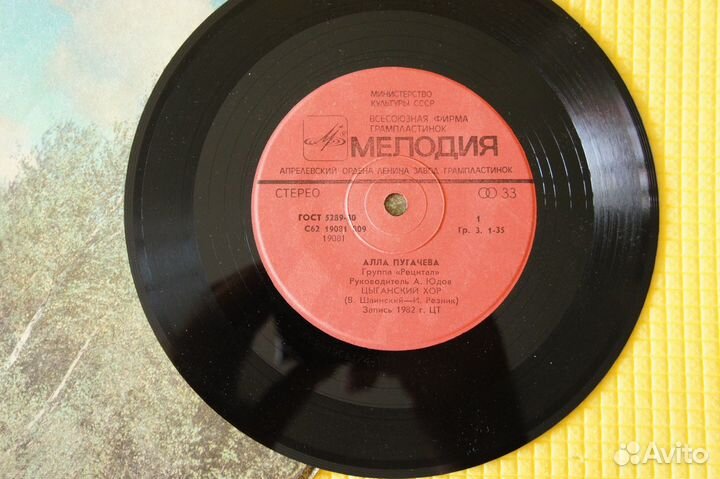 МИНИСТЕРСТВО
КУЛЬТУРЫ СССР
ВСЕСОЮЗНАЯ ФИРМА
ГРАМПЛАСТИНОК
МЕЛОДИЯ
АПРЕЛЕВСКИЙ ОРДЕНА ЛЕНИНА ЗАВОД ГРАМПЛАСТИНОК
СТЕРЕО 33
ГОСТ 5289-80 1
С62 19081 009 Гр. 3. 1-35
19081
АЛЛА ПУГАЧЕВА
Группа «Рецитал»
Руководитель А. Юдов
ЦЫГАНСКИЙ ХОР
(В. Шаинский—И. Резник)
Запись 1982 г. ЦТ
Avito